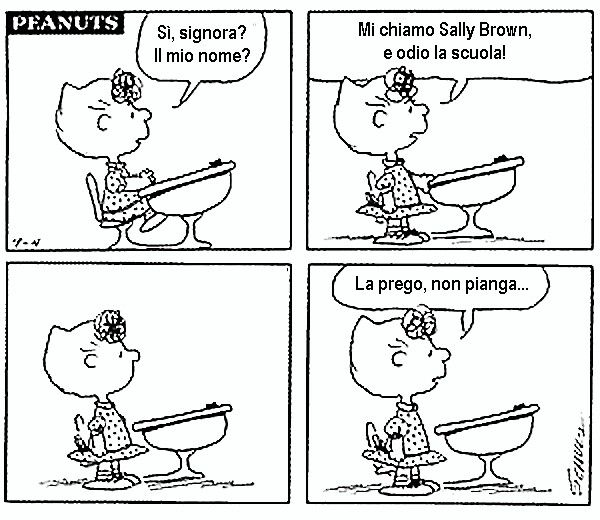 PEANUTS
Sì, signora?
Il mio nome?
Mi chiamo Sally Brown,
e odio la scuola!
La prego, non pianga...